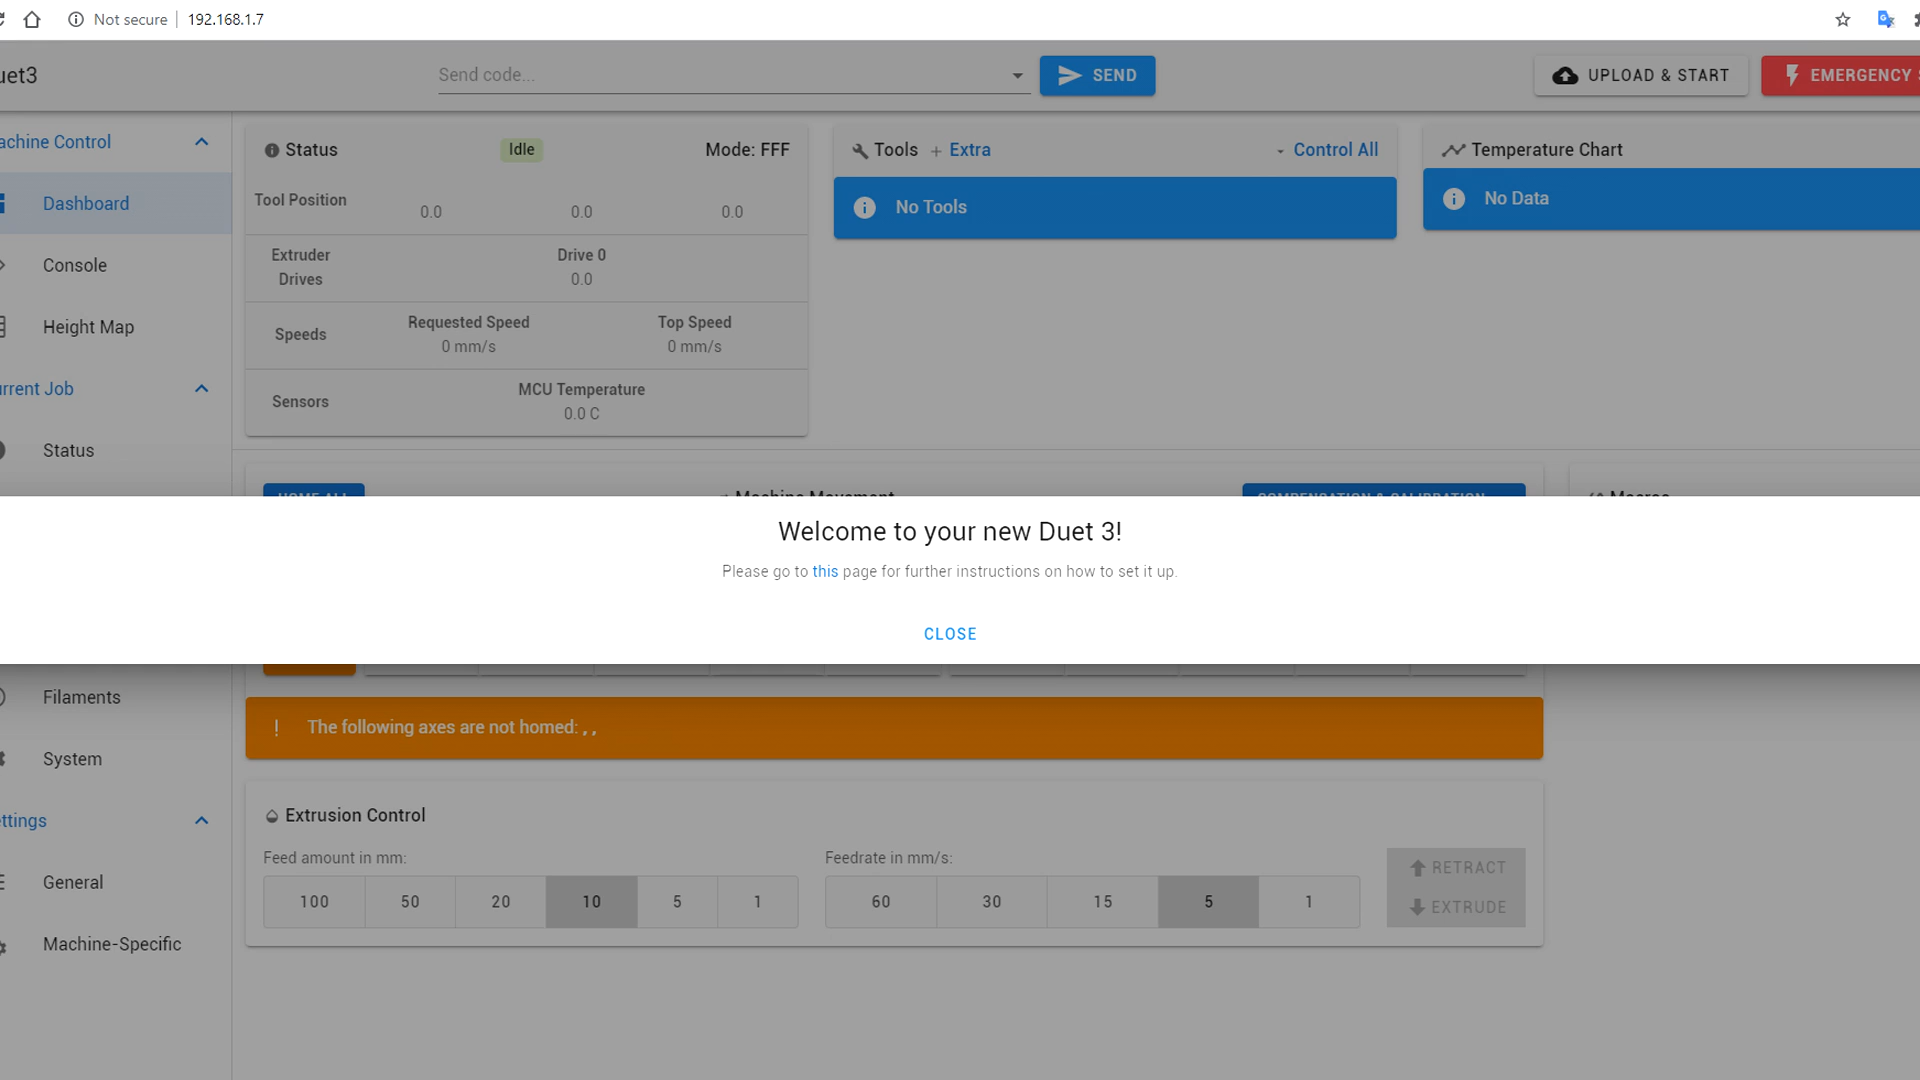 Not secure 192.168.1.7
uet3 Send code... SEND UPLOAD & START EMERGENCY
achine Control
Dashboard
Console
Height Map
urrent Job
Status
Status Idle Mode: FFF
Tool Position 0.0 0.0 0.0
Extruder Drives Drive 0
0.0
Speeds Requested Speed Top Speed
0 mm/s 0 mm/s
Sensors MCU Temperature
0.0 C
Tools + Extra Control All
No Tools
Temperature Chart
No Data
HOME ALL Machine Movement COMPENSATION & CALIBRATION Macros
Welcome to your new Duet 3!
Please go to this page for further instructions on how to set it up.
CLOSE
Filaments
System
ettings
General
Machine-Specific
! The following axes are not homed: , ,
Extrusion Control
Feed amount in mm: Feedrate in mm/s:
100 50 20 10 5 1 60 30 15 5 1
RETRACT
EXTRUDE